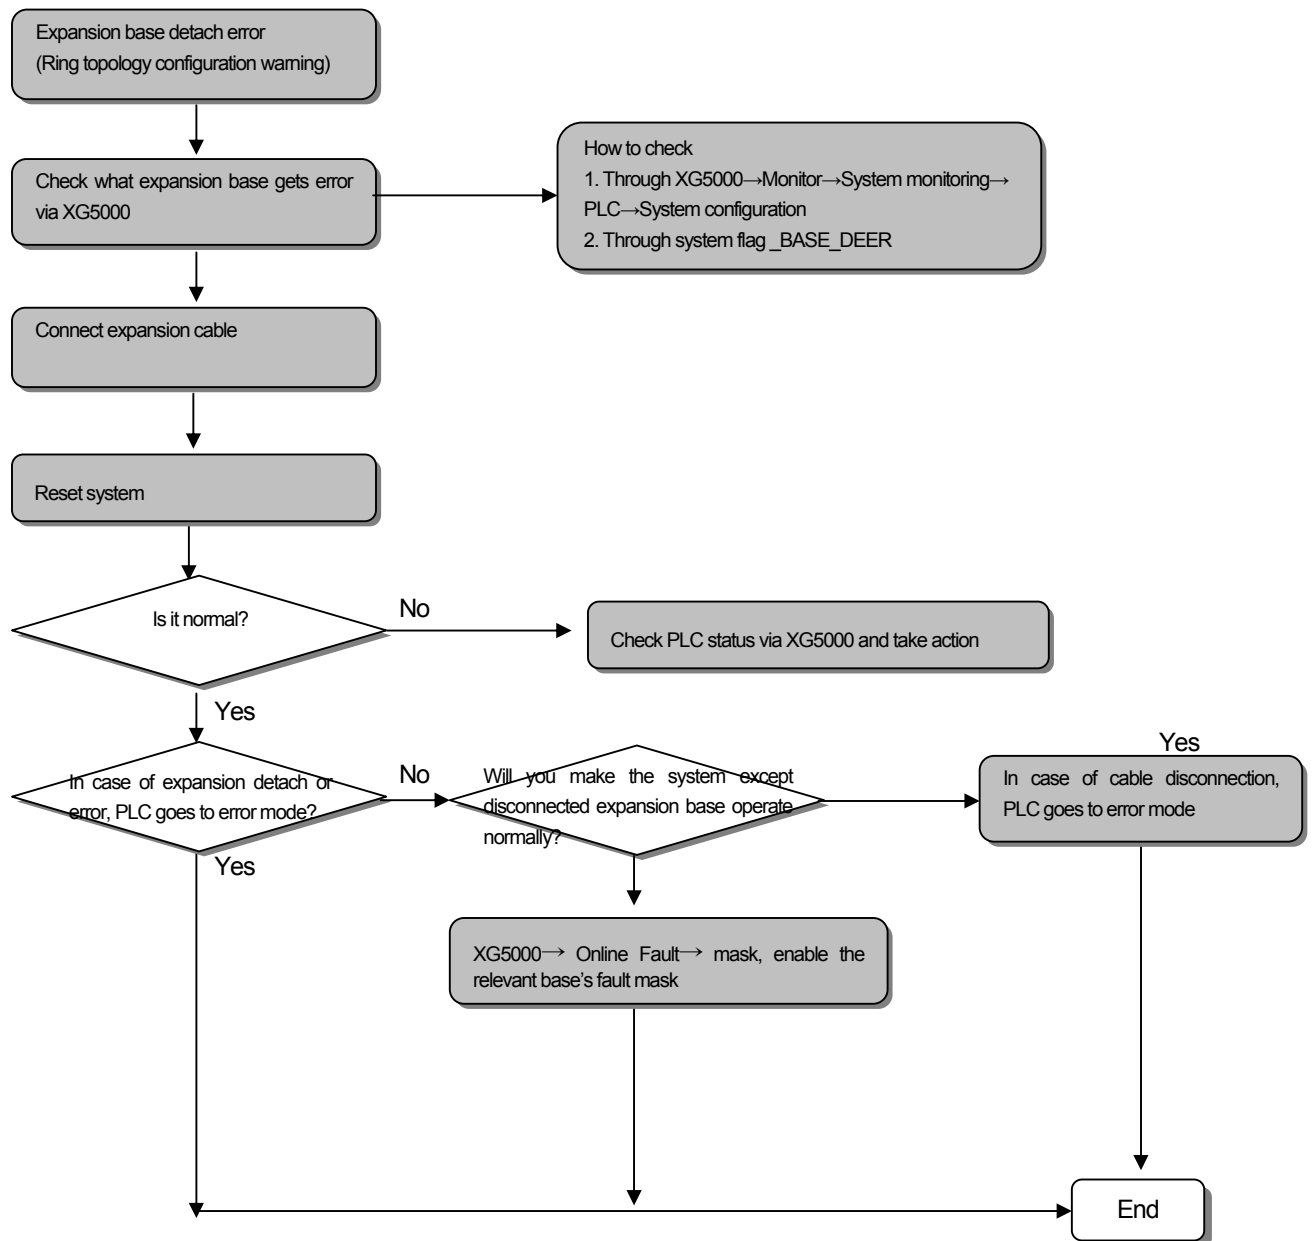 Expansion base detach error
(Ring topology configuration warning)
Check what expansion base gets error
via XG5000
How to check
1. Through XG5000→Monitor→System monitoring→
PLC→System configuration
2. Through system flag _BASE_DEER
Connect expansion cable
Reset system
Is it normal?
No
Check PLC status via XG5000 and take action
Yes
In case of expansion detach or
error, PLC goes to error mode?
No
Will you make the system except
disconnected expansion base operate
normally?
Yes
In case of cable disconnection,
PLC goes to error mode
Yes
XG5000→ Online Fault→ mask, enable the
relevant base's fault mask
End